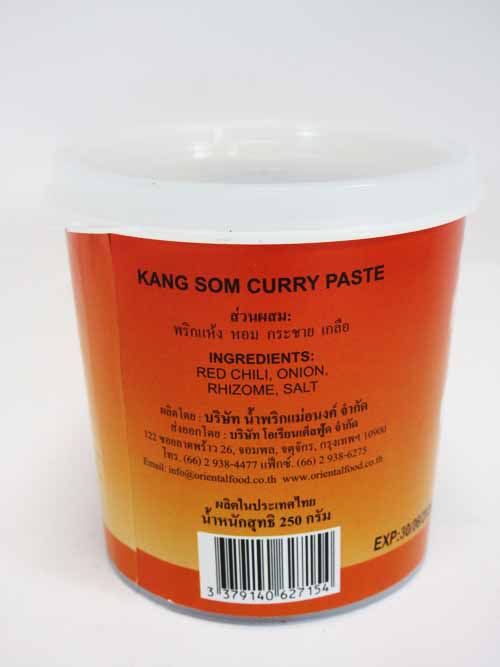 KANG SOM CURRY PASTE
ส่วนผสม:
พริกแห้ง หอม กระชาย เกลือ
INGREDIENTS:
RED CHILI, ONION,
RHIZOME, SALT
ผลิตโดย : บริษัท น้ำพริกแม่อนงค์ จำกัด
ส่งออกโดย : บริษัท โอเรียนเต็ลฟู้ด จำกัด
122 ซอยลาดพร้าว 26, จอมพล, จตุจักร, กรุงเทพฯ 10900
โทร. (66) 2 938-4477 แฟ็กซ์. (66) 2 938-6275
Email: info@orientalfood.co.th www.orientalfood.co.th
ผลิตในประเทศไทย
น้ำหนักสุทธิ 250 กรัม
EXP:30/06/20
3 379140 627154